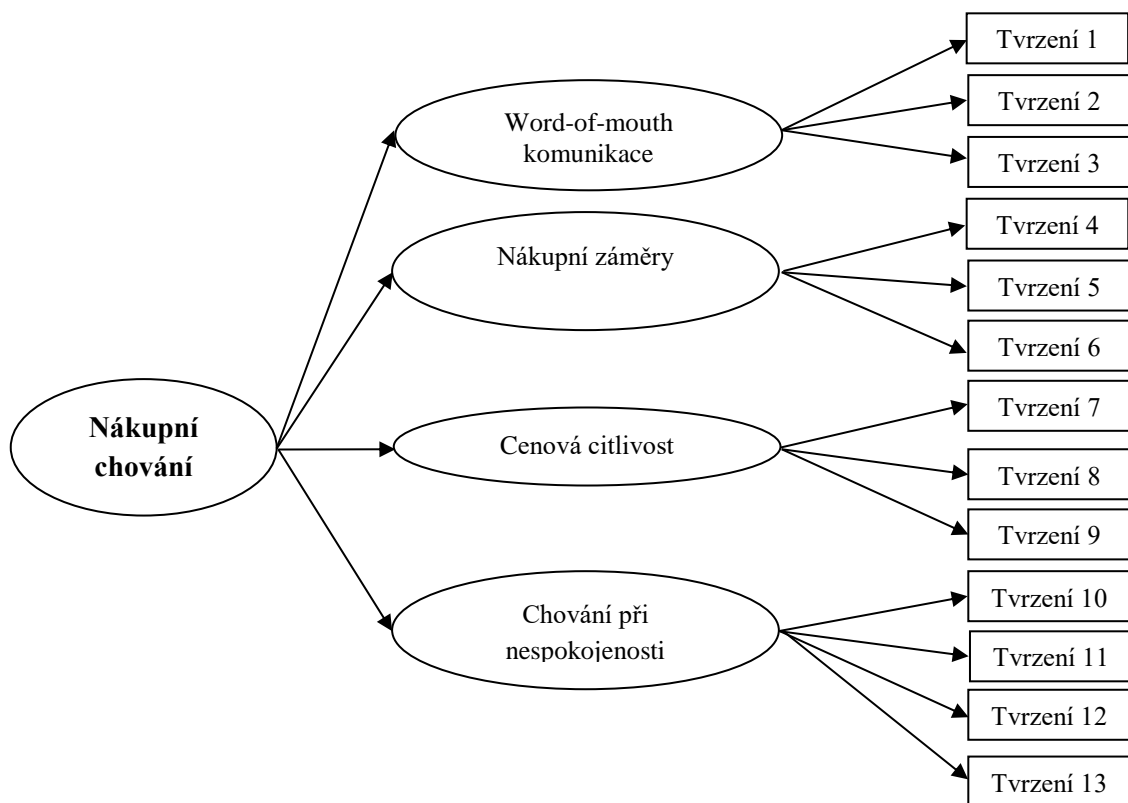 Nákupní
chování
Word-of-mouth
komunikace
Nákupní záměry
Cenová citlivost
Chování při
nespokojenosti
Tvrzení 1
Tvrzení 2
Tvrzení 3
Tvrzení 4
Tvrzení 5
Tvrzení 6
Tvrzení 7
Tvrzení 8
Tvrzení 9
Tvrzení 10
Tvrzení 11
Tvrzení 12
Tvrzení 13